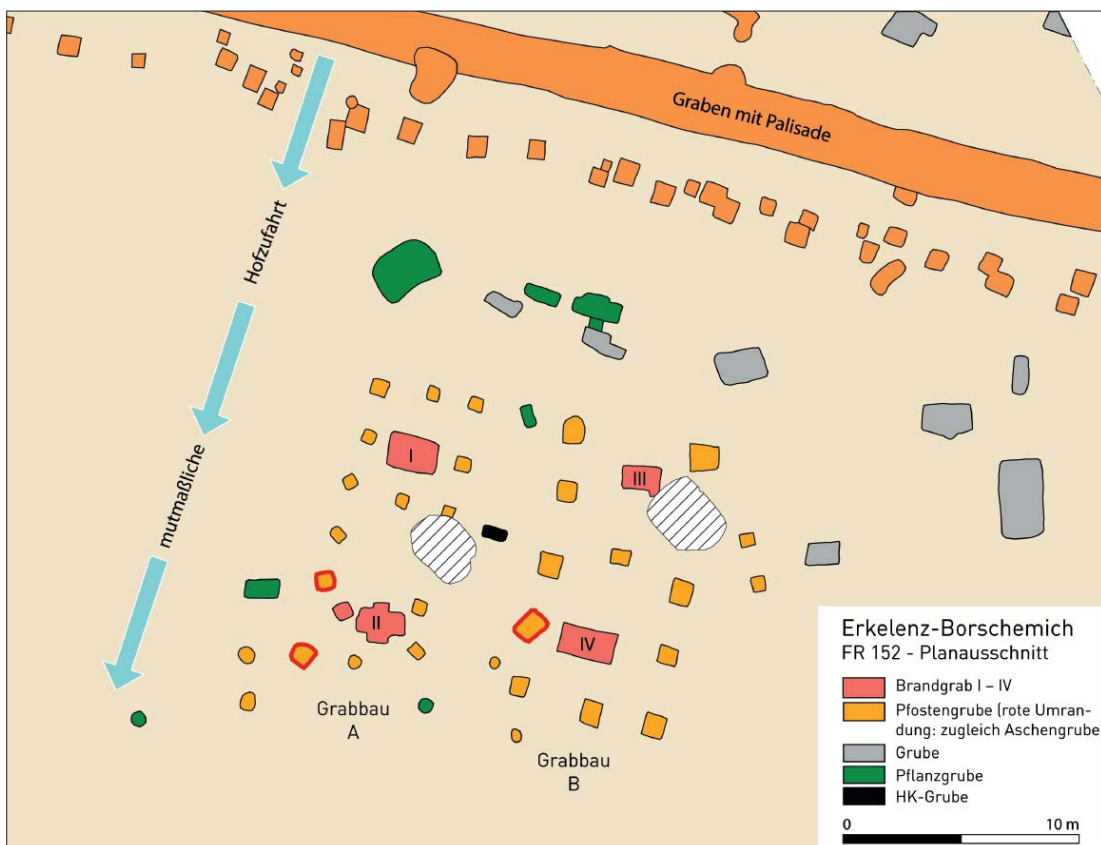 Graben mit Palisade
Hofzufahrt
mutmaßliche
I
II
III
IV
Grabbau
A
Grabbau
B
Erkelenz-Borschemich
FR 152 - Planausschnitt
Brandgrab I – IV
Pfostengrube (rote Umran-
dung: zugleich Aschengrube
Grube
Pflanzgrube
HK-Grube
0 10 m